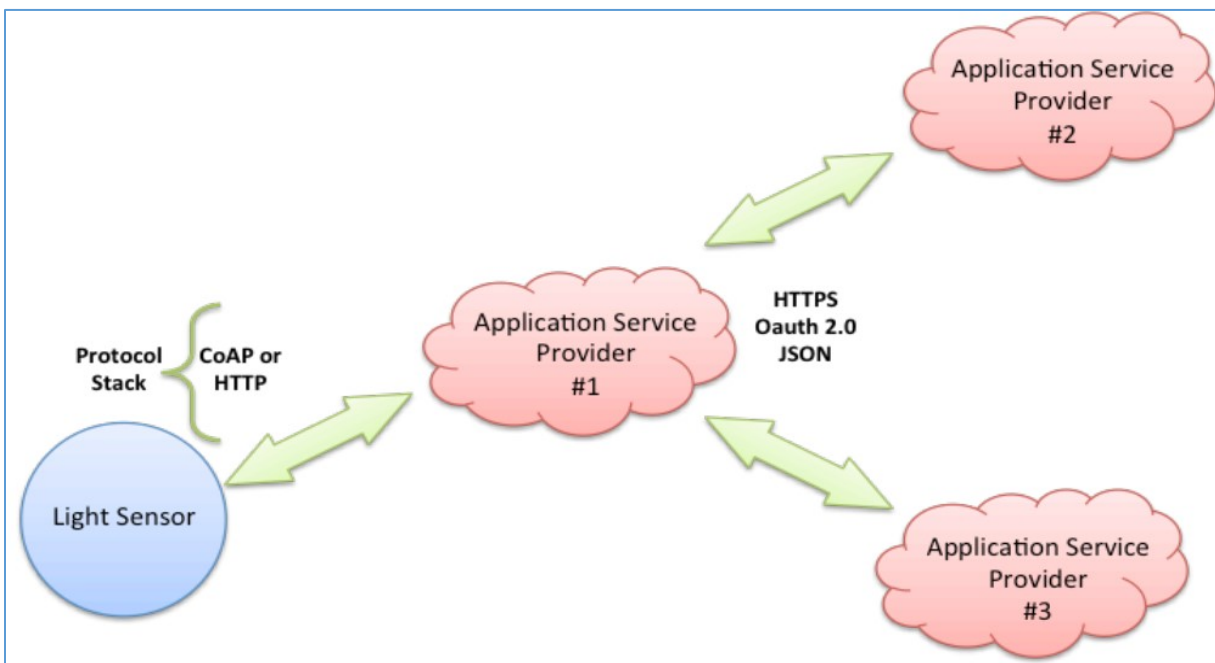 Application Service
Provider
#2
Application Service
Provider
#1
HTTPS
Oauth 2.0
JSON
Protocol
Stack
CoAP or
HTTP
Light Sensor
Application Service
Provider
#3